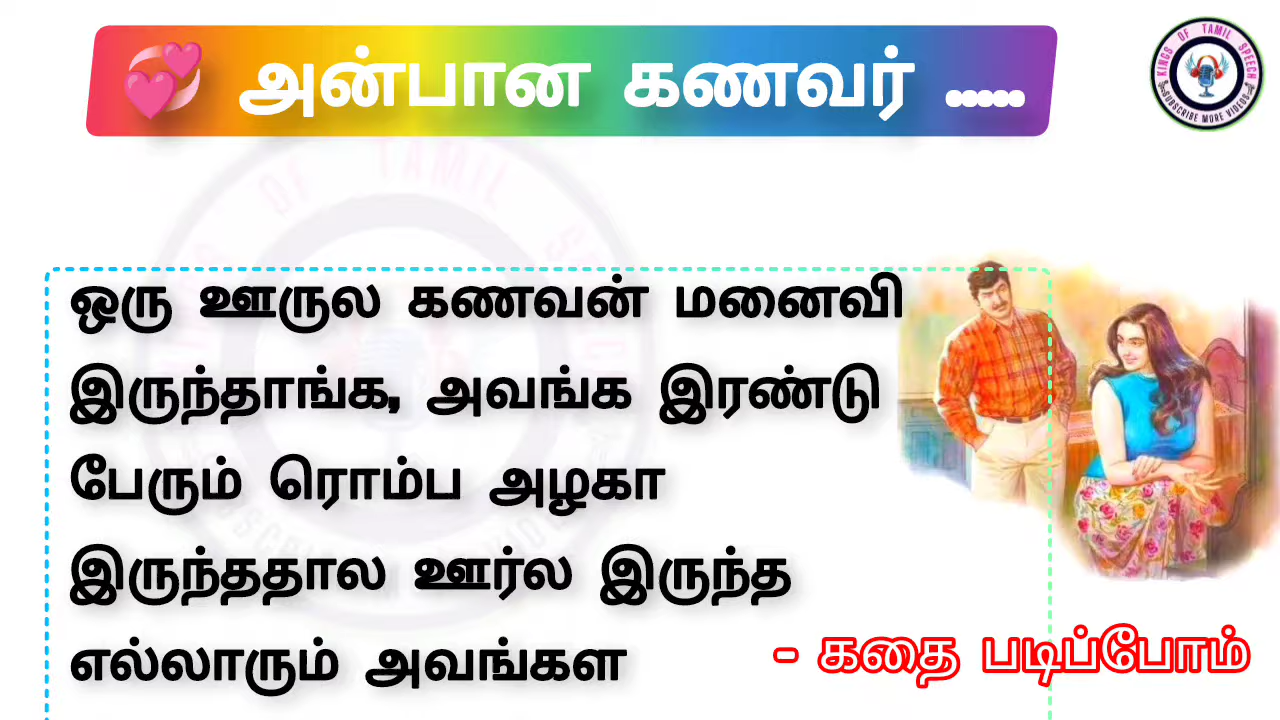 அன்பான கணவர் .....
KINGS OF TAMIL SPEECH
SUBSCRIBE MORE VIDEOS
ஒரு ஊருல கணவன் மனைவி
இருந்தாங்க, அவங்க இரண்டு
பேரும் ரொம்ப அழகா
இருந்ததால ஊர்ல இருந்த
எல்லாரும் அவங்கள
- கதை படிப்போம்